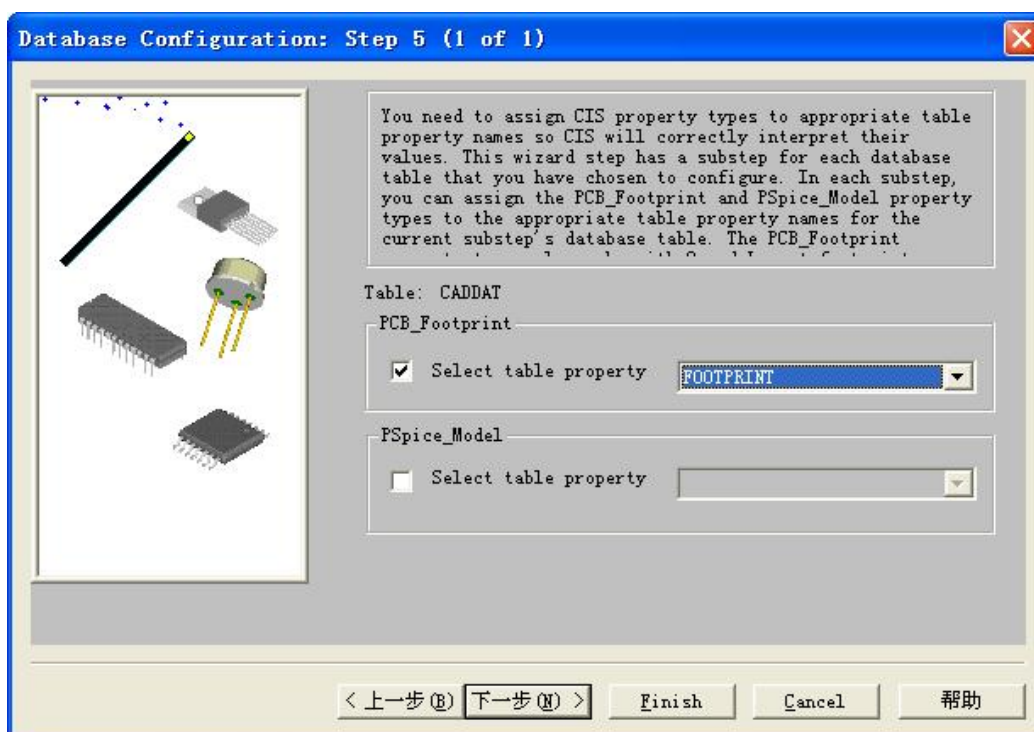 Database Configuration: Step 5 (1 of 1)
You need to assign CIS property types to appropriate table
property names so CIS will correctly interpret their
values. This wizard step has a substep for each database
table that you have chosen to configure. In each substep,
you can assign the PCB_Footprint and PSpice_Model property
types to the appropriate table property names for the
current substep's database table. The PCB_Footprint
Table: CADDAT
PCB_Footprint
Select table property
FOOTPRINT
PSpice_Model
Select table property
< 上一步(B)
下一步(N) >
Finish
Cancel
帮助